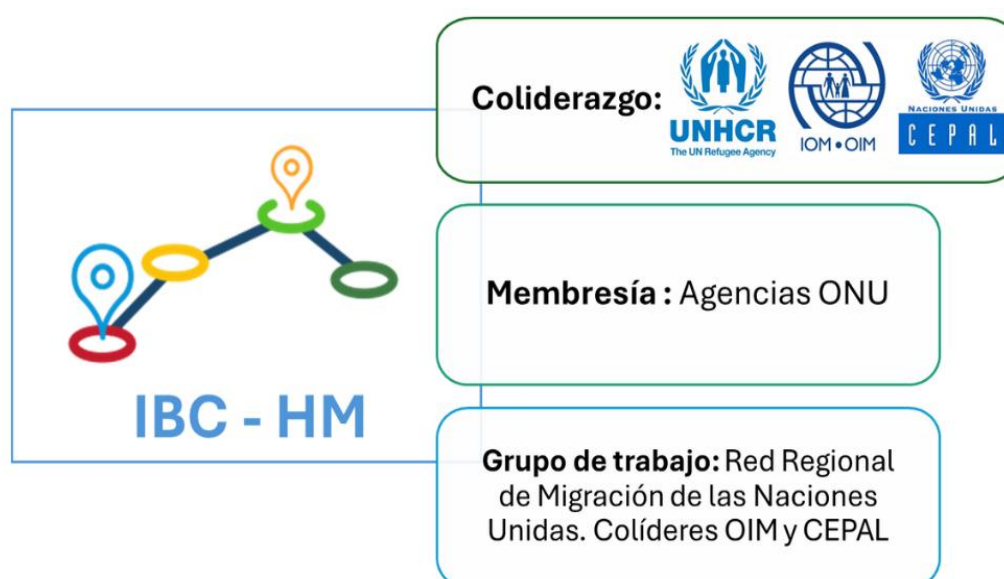 Coliderazgo:
UNHCR
The UN Refugee Agency
IOM • OIM
NACIONES UNIDAS
CEPAL
IBC - HM
Membresía : Agencias ONU
Grupo de trabajo: Red Regional
de Migración de las Naciones
Unidas. Colíderes OIM y CEPAL